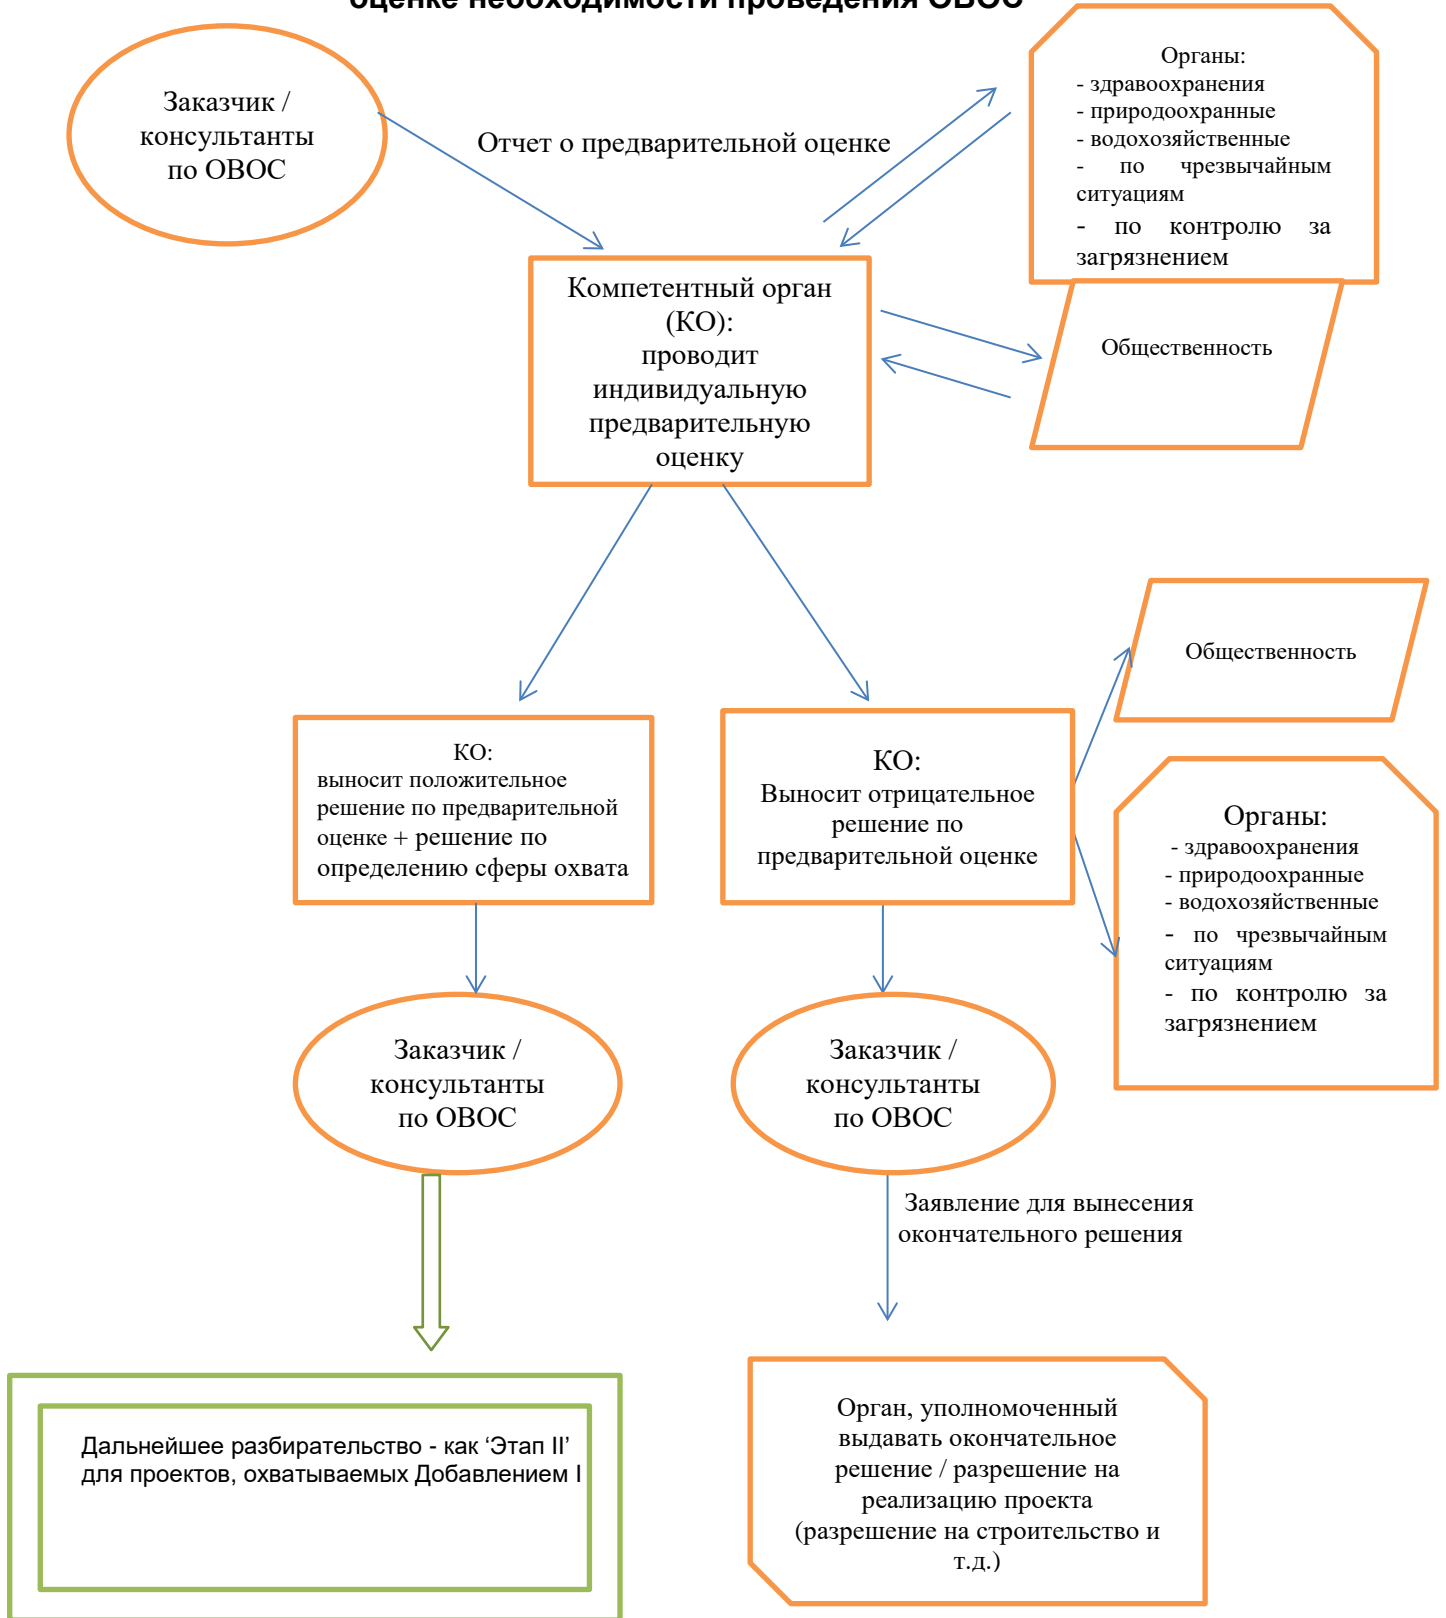 оценке необходимости проведения ОВОС
Заказчик /
консультанты
по ОВОС
Отчет о предварительной оценке
Органы:
- здравоохранения
- природоохранные
- водохозяйственные
- по чрезвычайным
ситуациям
- по контролю за
загрязнением
Компетентный орган
(КО):
проводит
индивидуальную
предварительную
оценку
Общественность
Общественность
КО:
выносит положительное
решение по предварительной
оценке + решение по
определению сферы охвата
КО:
Выносит отрицательное
решение по
предварительной оценке
Органы:
- здравоохранения
- природоохранные
- водохозяйственные
- по чрезвычайным
ситуациям
- по контролю за
загрязнением
Заказчик /
консультанты
по ОВОС
Заказчик /
консультанты
по ОВОС
Заявление для вынесения
окончательного решения
Дальнейшее разбирательство - как ‘Этап II’
для проектов, охватываемых Добавлением I
Орган, уполномоченный
выдавать окончательное
решение / разрешение на
реализацию проекта
(разрешение на строительство и
т.д.)